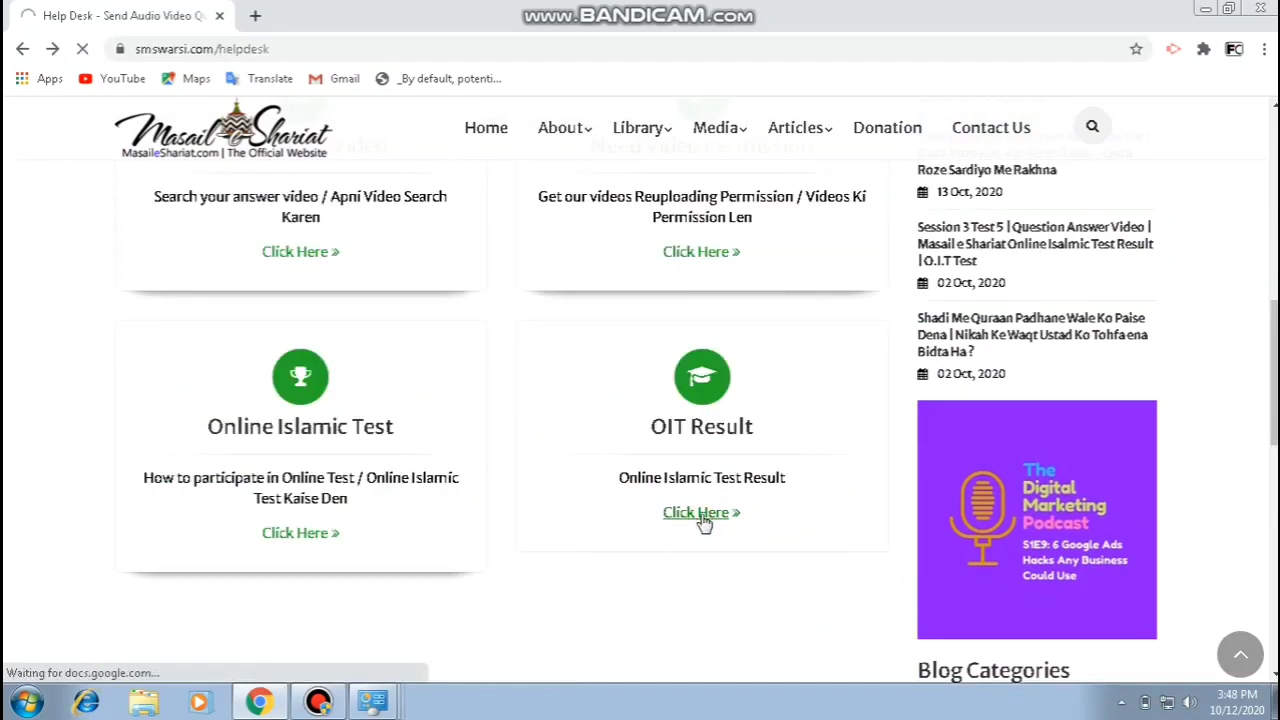 Help Desk - Send Audio Video Q
www.BANDICAM.com
smswarsi.com/helpdesk
Apps
YouTube
Maps
Translate
Gmail
_By default, potenti...
Masail e Shariat
MasaileShariat.com | The Official Website
Home
About
Library
Media
Articles
Donation
Contact Us
Search your answer video / Apni Video Search
Karen
Click Here »
Get our videos Reuploading Permission / Videos Ki
Permission Len
Click Here »
Online Islamic Test
How to participate in Online Test / Online Islamic
Test Kaise Den
Click Here »
OIT Result
Online Islamic Test Result
Click Here »
Roze Sardiyo Me Rakhna
13 Oct, 2020
Session 3 Test 5 | Question Answer Video |
Masail e Shariat Online Isalmic Test Result
| O.I.T Test
02 Oct, 2020
Shadi Me Quraan Padhane Wale Ko Paise
Dena | Nikah Ke Waqt Ustad Ko Tohfa ena
Bidta Ha ?
02 Oct, 2020
The
Digital
Marketing
Podcast
S1E9: 6 Google Ads
Hacks Any Business
Could Use
Blog Categories
Waiting for docs.google.com...
FC
3:48 PM
10/12/2020